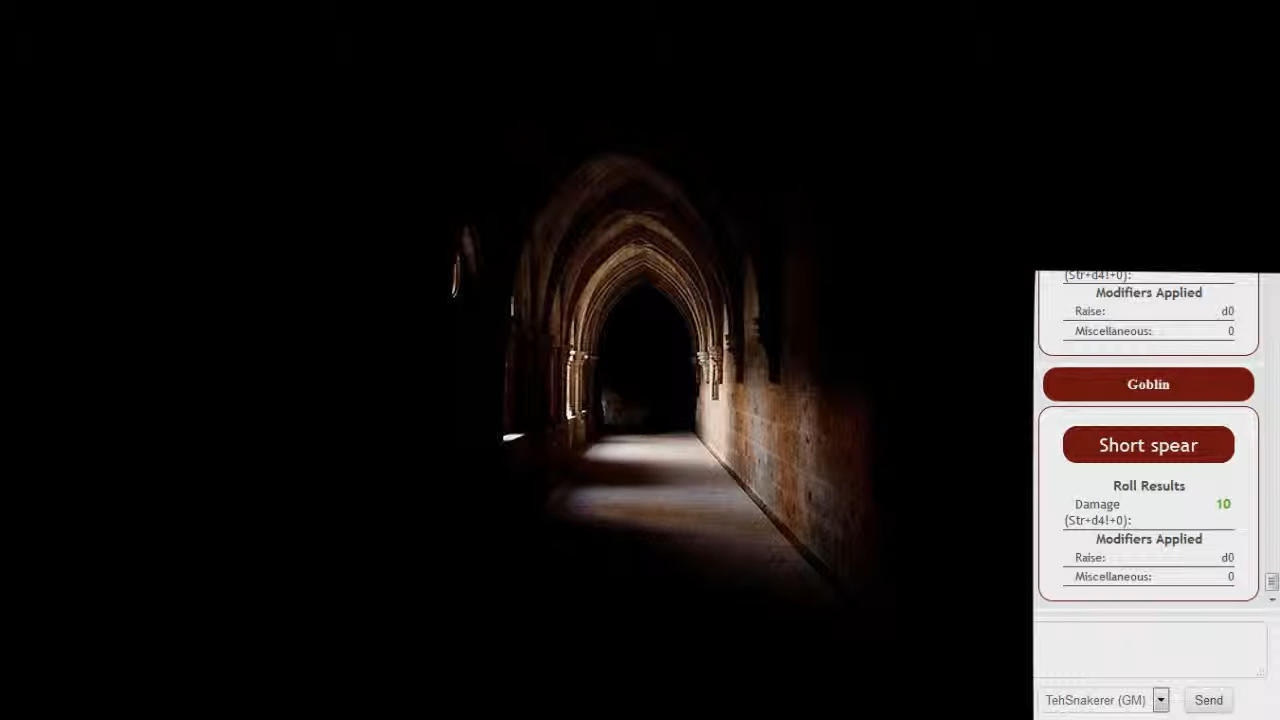 (Str+d4!+0):
Modifiers Applied
Raise: d0
Miscellaneous: 0
Goblin
Short spear
Roll Results
Damage 10
(Str+d4!+0):
Modifiers Applied
Raise: d0
Miscellaneous: 0
TehSnakerer (GM)
Send